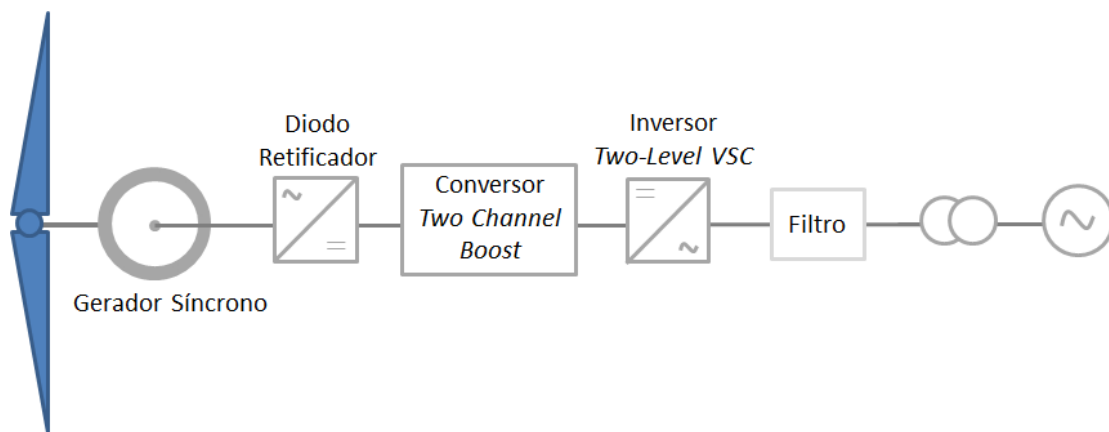 Diodo
Retificador
Inversor
Two-Level VSC
Conversor
Two Channel
Boost
Filtro
Gerador Síncrono